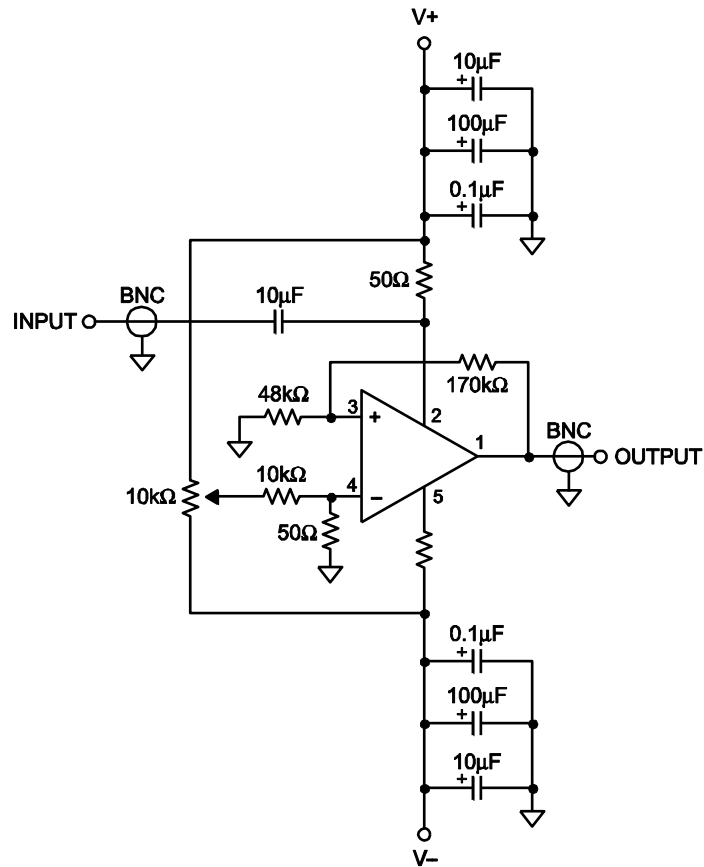 V+
10µF
+
100µF
+
0.1µF
+
50Ω
BNC
10µF
INPUT
170kΩ
48kΩ
3
+
2
1
BNC
OUTPUT
10kΩ
10kΩ
4
–
5
50Ω
0.1µF
+
100µF
+
10µF
+
V–